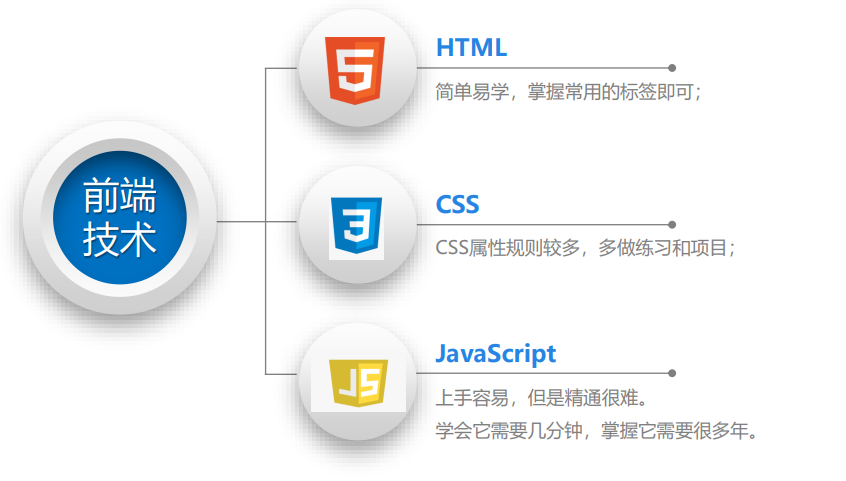 前端
技术
HTML
简单易学，掌握常用的标签即可；
CSS
CSS属性规则较多，多做练习和项目；
JavaScript
上手容易，但是精通很难。
学会它需要几分钟，掌握它需要很多年。
5
3
JS